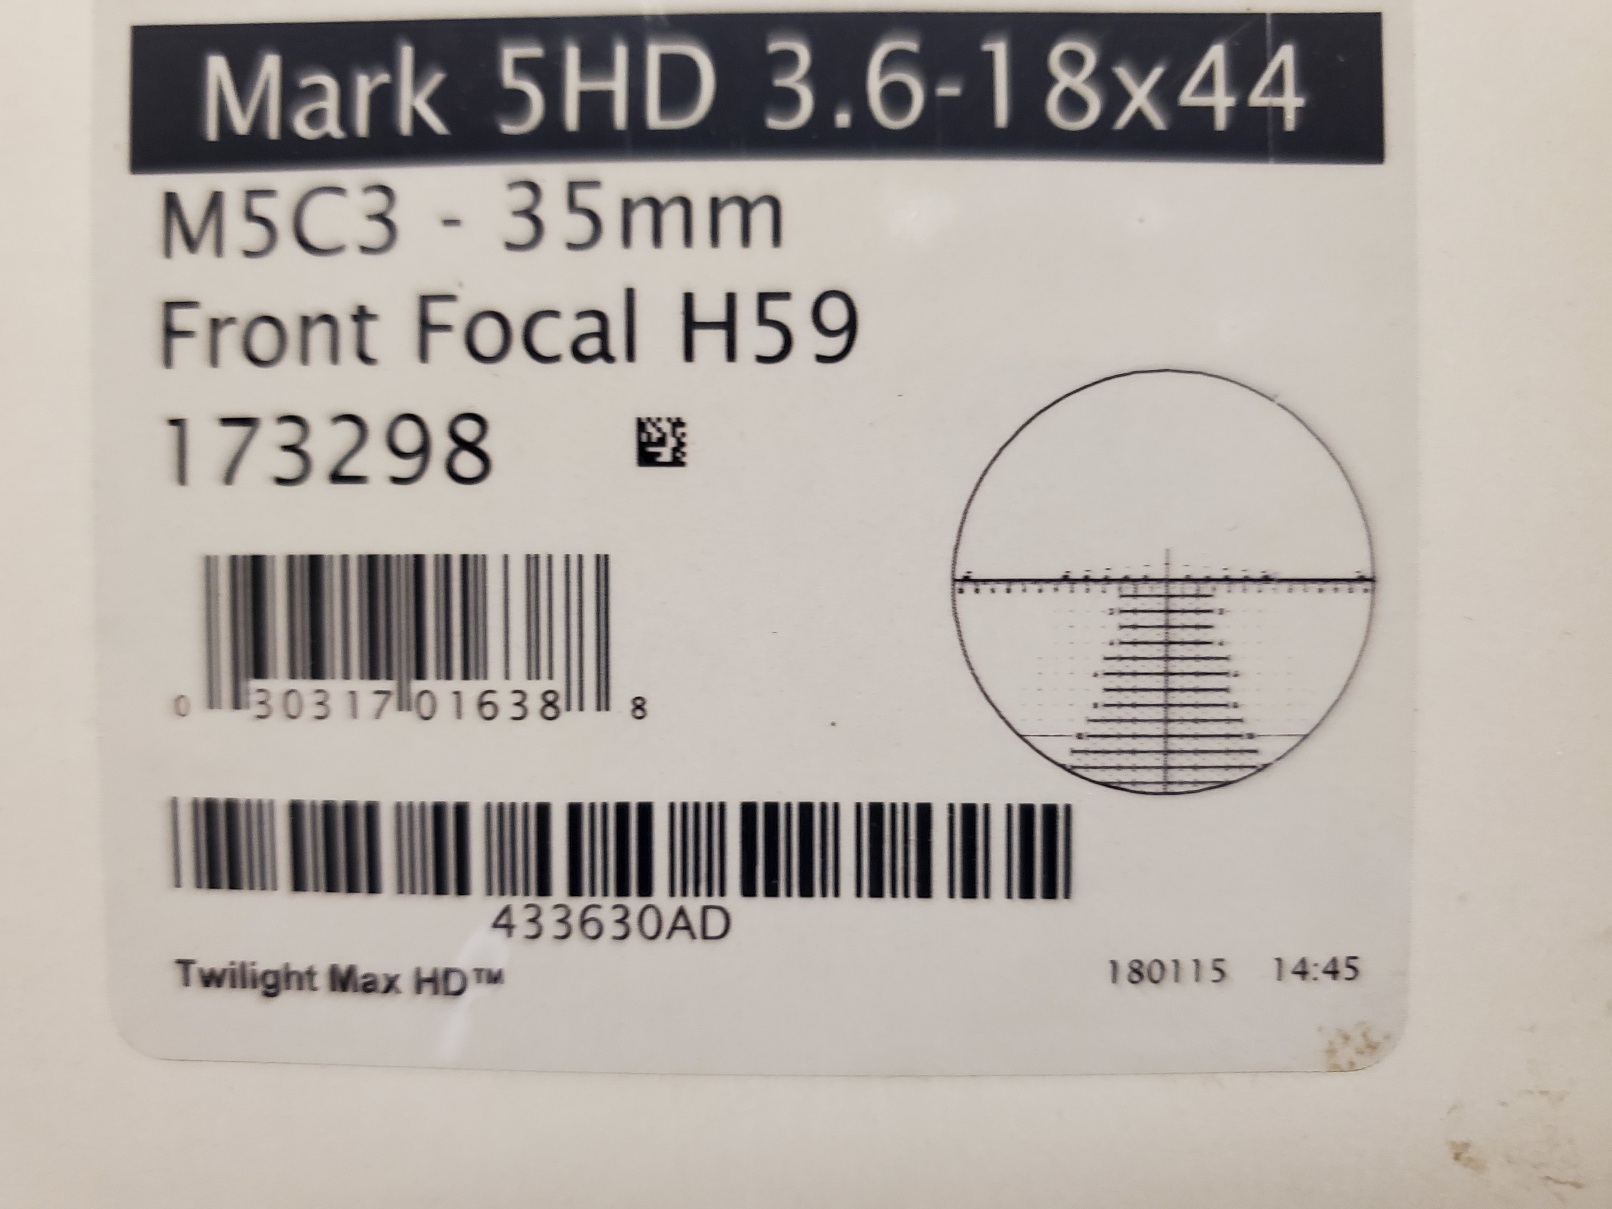 Mark 5HD 3.6-18x44
M5C3 - 35mm
Front Focal H59
173298
0 30317 01638 8
433630AD
Twilight Max HD™
180115 14:45